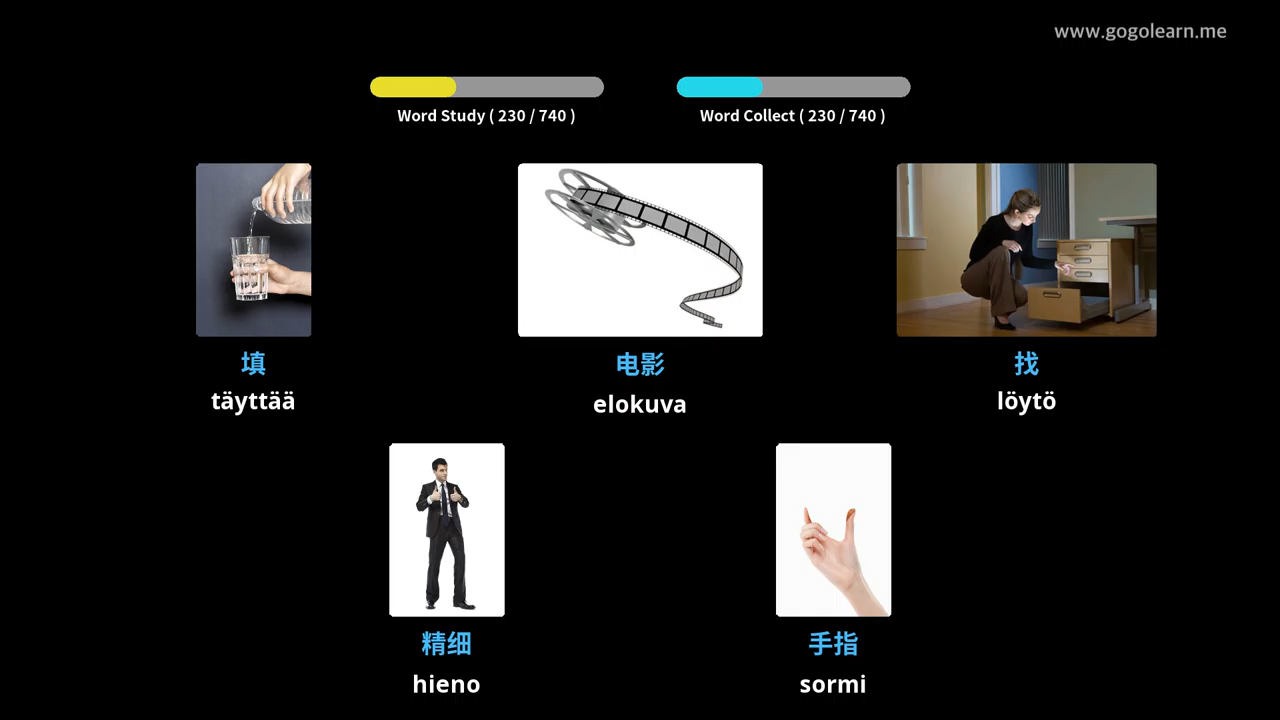 www.gogolearn.me
Word Study ( 230 / 740 )
Word Collect ( 230 / 740 )
填
täyttää
电影
elokuva
找
löytö
精细
hieno
手指
sormi